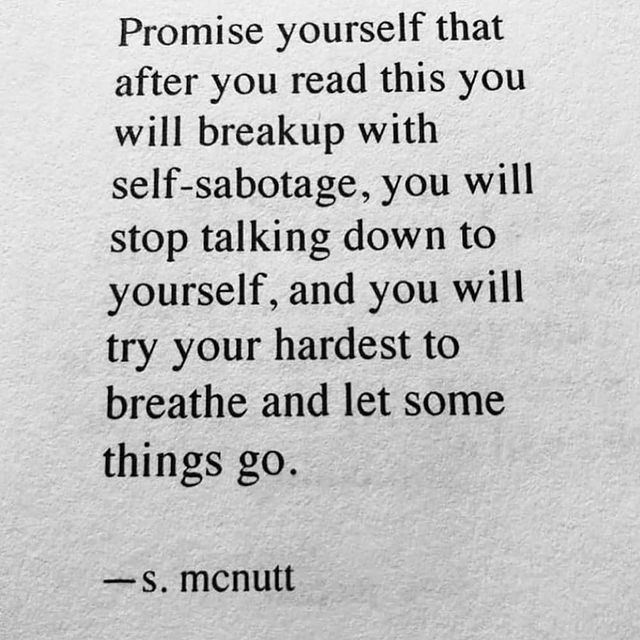 Promise yourself that
after you read this you
will breakup with
self-sabotage, you will
stop talking down to
yourself, and you will
try your hardest to
breathe and let some
things go.
—s. mcnutt